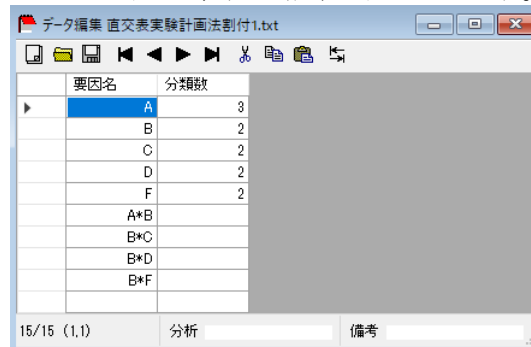 データ編集 直交表実験計画法割付1.txt
要因名 分類数
A 3
B 2
C 2
D 2
F 2
A*B
B*C
B*D
B*F
15/15 (1,1) 分析 備考